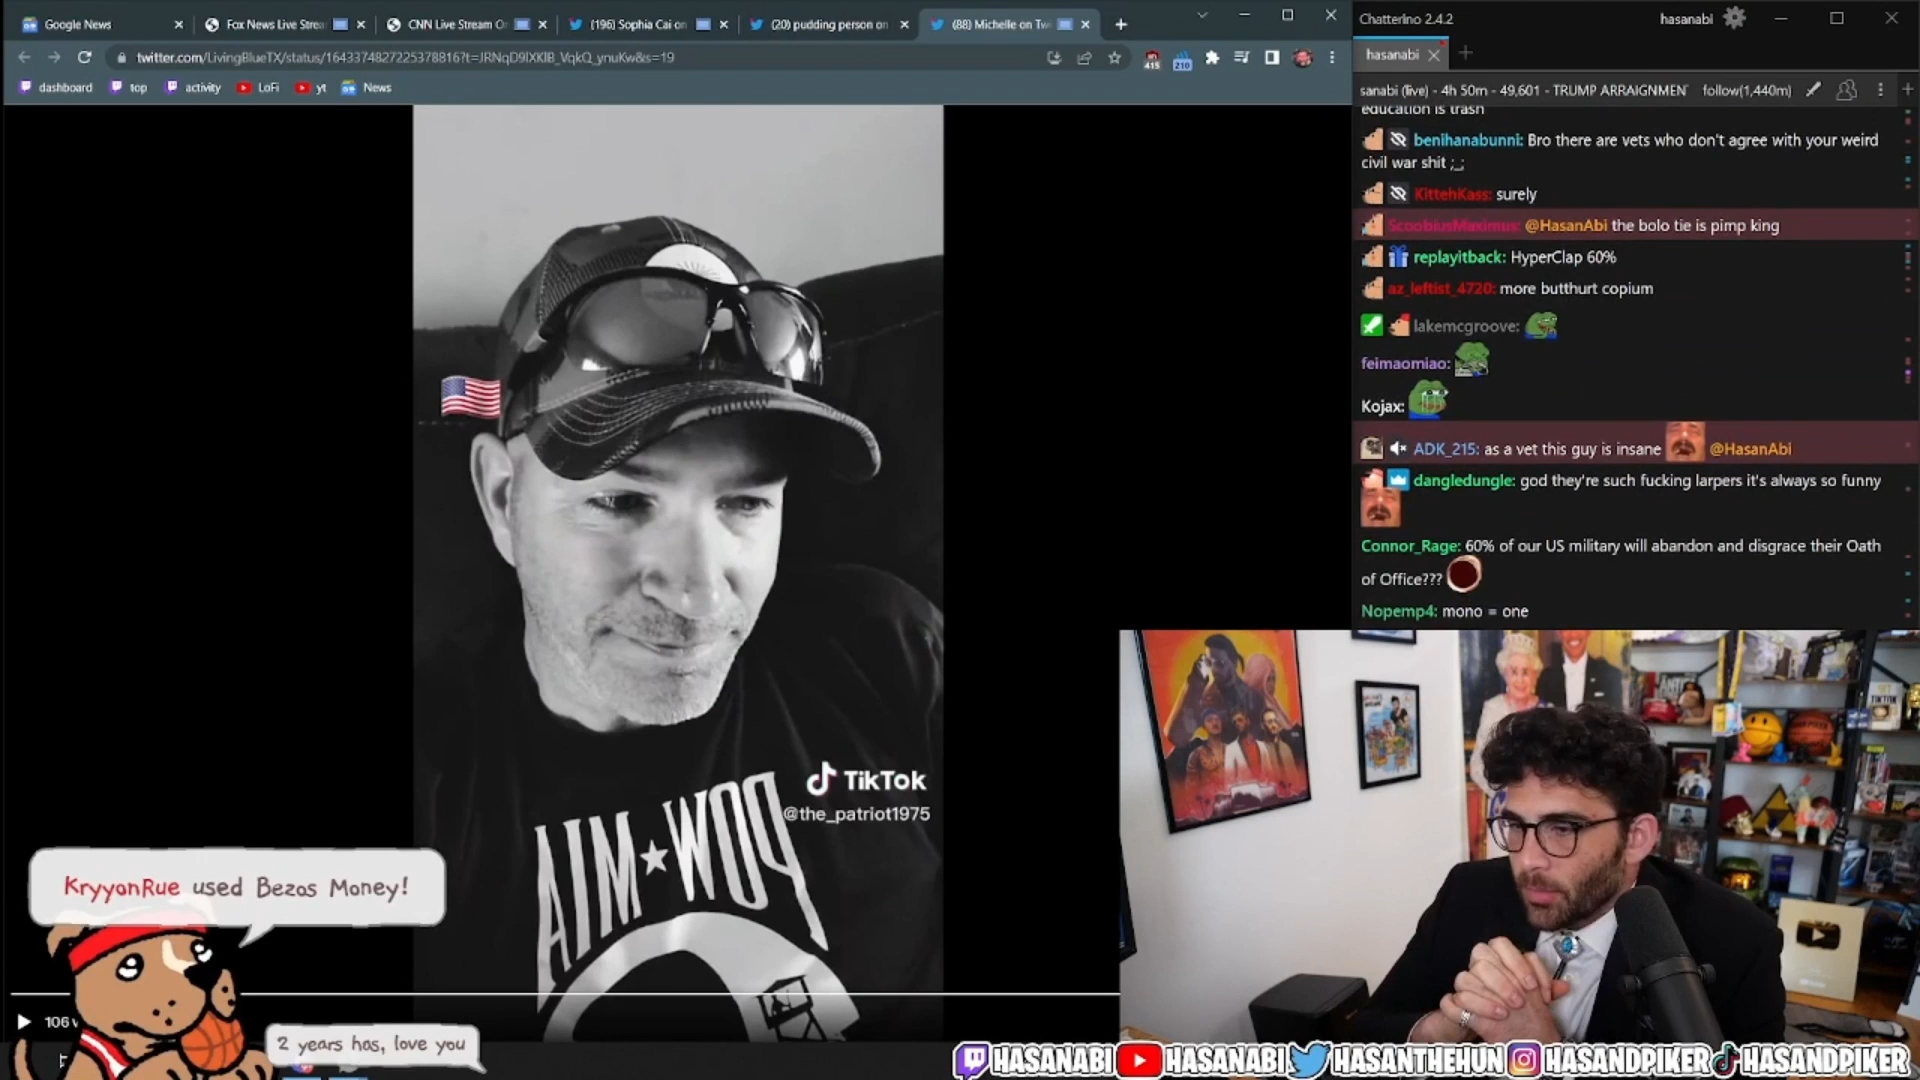 Google News
Fox News Live Strea
CNN Live Stream O
(196) Sophia Cai on
(20) pudding person on
(88) Michelle on Tw
twitter.com/LivingBlueTX/status/1643374827225378816?t=JRNqD9lXKlB_VqkQ_ynuKw&s=19
415
210
dashboard
top
activity
LoFi
yt
News
Chatterino 2.4.2
hasanabi
hasanabi
sanabi (live) - 4h 50m - 49,601 - TRUMP ARRAIGNMEN
follow(1,440m)
education is trash
benihanabunni: Bro there are vets who don't agree with your weird
civil war shit ;_;
KittehKass: surely
ScoobiusMaximus: @HasanAbi the bolo tie is pimp king
replayitback: HyperClap 60%
az_leftist_4720: more butthurt copium
lakemcgroove:
feimaomiao:
Kojax:
ADK_215: as a vet this guy is insane @HasanAbi
dangledungle: god they're such fucking larpers it's always so funny
Connor_Rage: 60% of our US military will abandon and disgrace their Oath
of Office???
Nopemp4: mono = one
TikTok
@the_patriot1975
AIM★WOP
KryyonRue used Bezos Money!
106
2 years has, love you
HASANABI HASANABI HASANTHEHUN HASANDPIKER HASANDPIKER